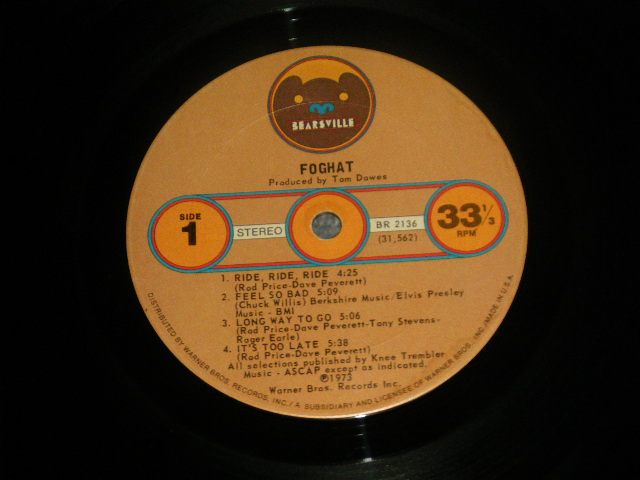 BEARSVILLE
FOGHAT
Produced by Tom Dawes
SIDE
1
STEREO
BR 2136
(31,562)
33 1/3
RPM
1. RIDE, RIDE, RIDE 4:25
(Rod Price-Dave Peverett)
2. FEEL SO BAD 5:09
(Chuck Willis) Berkshire Music/Elvis Presley
Music - BMI
3. LONG WAY TO GO 5:06
(Rod Price-Dave Peverett-Tony Stevens-
Roger Earle)
4. IT'S TOO LATE 5:38
(Rod Price-Dave Peverett)
All selections published by Knee Trembler
Music - ASCAP except as indicated.
℗1973
Warner Bros. Records Inc.
DISTRIBUTED BY WARNER BROS. RECORDS, INC./A SUBSIDIARY AND LICENSEE OF WARNER BROS., INC./MADE IN U.S.A.